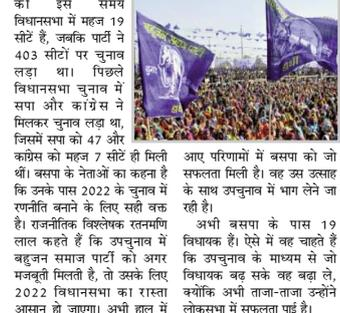 को इस समय
विधानसभा में महज 19
सीटें हैं, जबकि पार्टी ने
403 सीटों पर चुनाव
लड़ा था। पिछले
विधानसभा चुनाव में
सपा और कांग्रेस ने
मिलकर चुनाव लड़ा था,
जिसमें सपा को 47 और
कांग्रेस को महज 7 सीटें ही मिली
थीं। बसपा के नेताओं का कहना है
कि उनके पास 2022 के चुनाव में
रणनीति बनाने के लिए सही वक्त
है। राजनीतिक विश्लेषक रतनमणि
लाल कहते हैं कि उपचुनाव में
बहुजन समाज पार्टी को अगर
मजबूती मिलती है, तो उसके लिए
2022 विधानसभा का रास्ता
आसान हो जाएगा। अभी हाल में
आए परिणामों में बसपा को जो
सफलता मिली है। वह उस उत्साह
के साथ उपचुनाव में भाग लेने जा
रही है।
अभी बसपा के पास 19
विधायक हैं। ऐसे में वह चाहते हैं
कि उपचुनाव के माध्यम से जो
विधायक बढ़ सके वह बढ़ा ले,
क्योंकि अभी ताजा-ताजा उन्होंने
लोकसभा में सफलता पाई है।